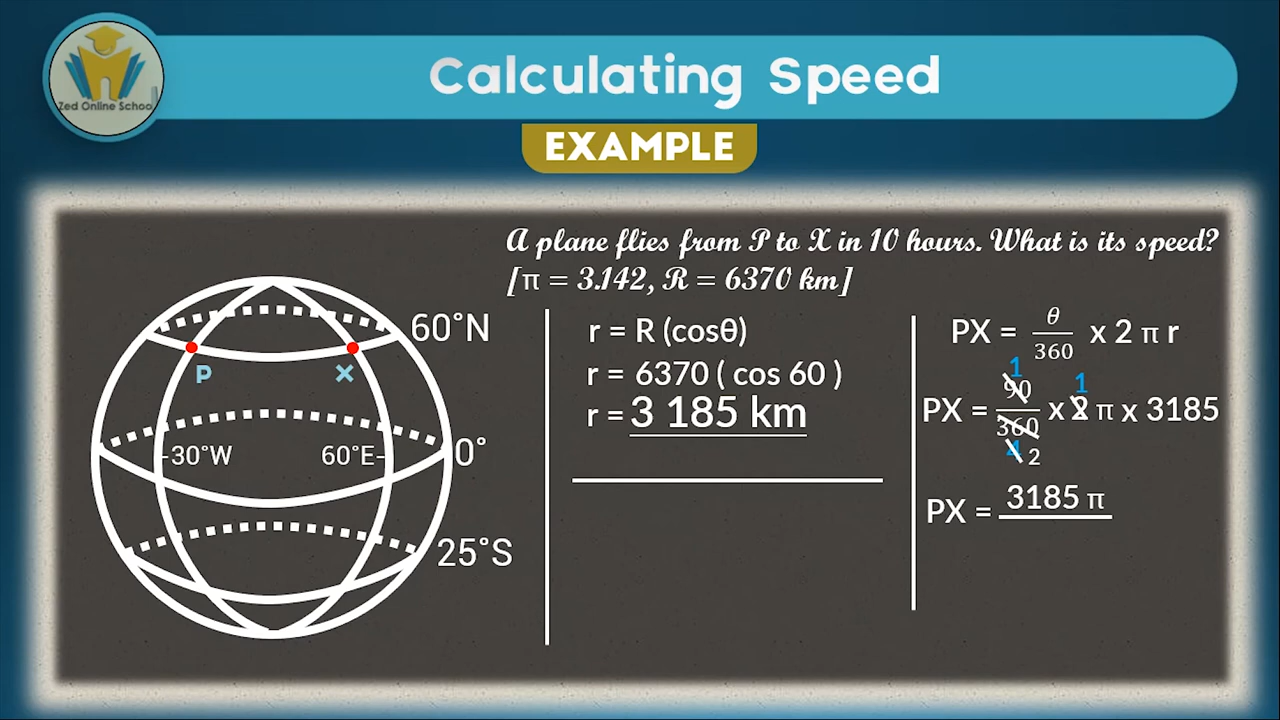 Zed Online School
Calculating Speed
EXAMPLE
A plane flies from P to X in 10 hours. What is its speed?
[π = 3.142, R = 6370 km]
60°N
P
X
30°W
60°E
0°
25°S
r = R (cosθ)
r = 6370 ( cos 60 )
r = 3 185 km
PX = θ/360 x 2 π r
1 1
PX = 90/360 x 2 π x 3185
4 2
PX = 3185 π